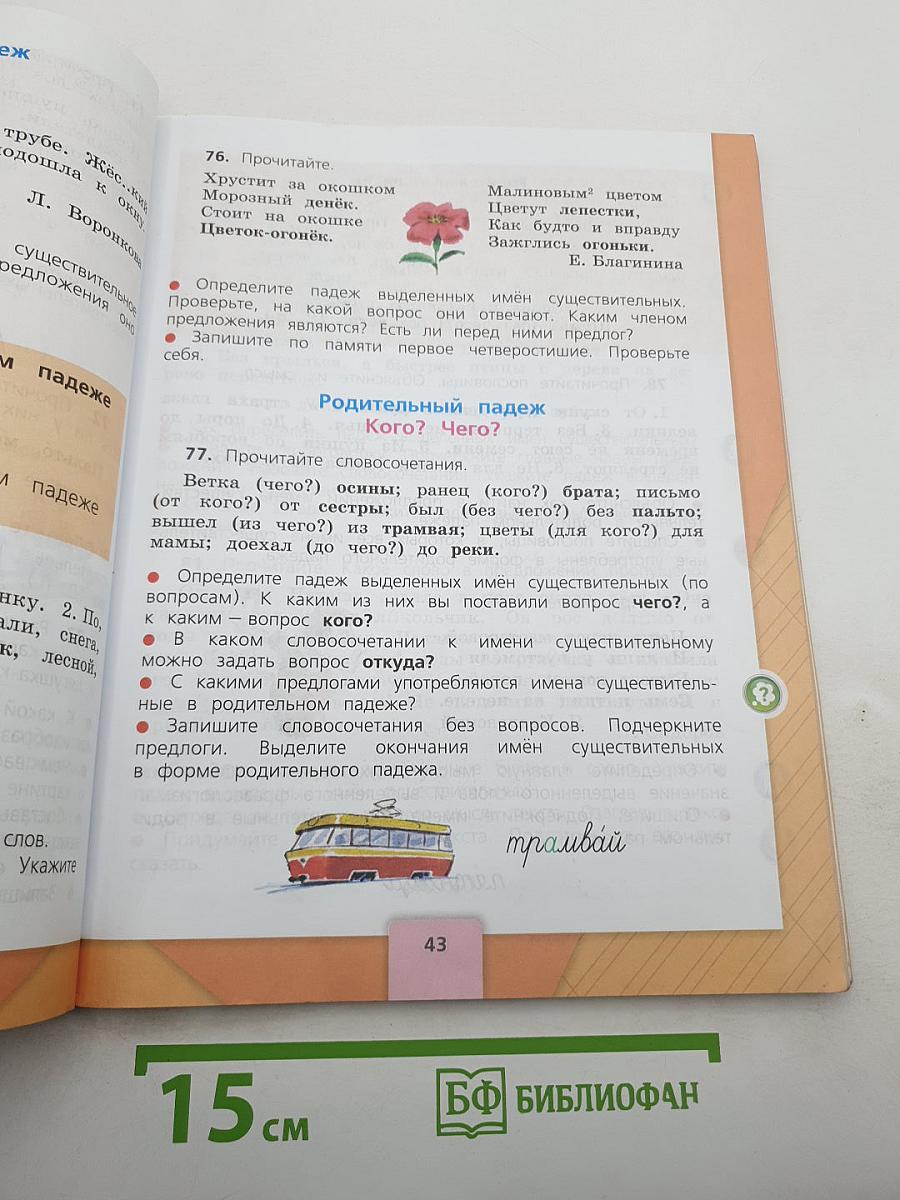 еж
трубе. Жёс..кий
подошла к окну.
Л. Воронкова
существительное
предложения оно
м падеже
и падеже
нку. 2. По,
али, снега,
к, лесной,
слов.
Укажите
76. Прочитайте.
Хрустит за окошком
Морозный денёк.
Стоит на окошке
Цветок-огонёк.
Малиновым² цветом
Цветут лепестки,
Как будто и вправду
Зажглись огоньки.
Е. Благинина
• Определите падеж выделенных имён существительных.
Проверьте, на какой вопрос они отвечают. Каким членом
предложения являются? Есть ли перед ними предлог?
• Запишите по памяти первое четверостишие. Проверьте
себя.
Родительный падеж
Кого? Чего?
77. Прочитайте словосочетания.
Ветка (чего?) осины; ранец (кого?) брата; письмо
(от кого?) от сестры; был (без чего?) без пальто;
вышел (из чего?) из трамвая; цветы (для кого?) для
мамы; доехал (до чего?) до реки.
• Определите падеж выделенных имён существительных (по
вопросам). К каким из них вы поставили вопрос чего?, а
к каким — вопрос кого?
• В каком словосочетании к имени существительному
можно задать вопрос откуда?
• С какими предлогами употребляются имена существитель-
ные в родительном падеже?
• Запишите словосочетания без вопросов. Подчеркните
предлоги. Выделите окончания имён существительных
в форме родительного падежа.
трамва́й
43
15 см
БФ БИБЛИОФАН